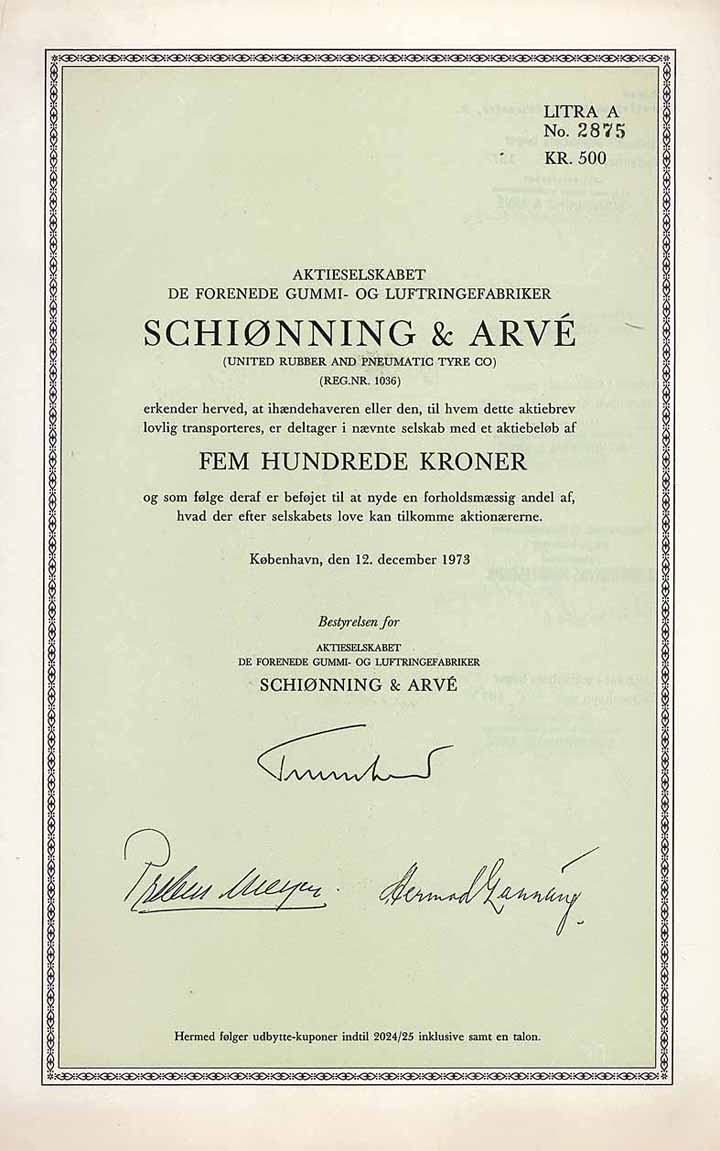 LITRA A
No. 2875
KR. 500
AKTIESELSKABET
DE FORENEDE GUMMI- OG LUFTRINGEFABRIKER
SCHIØNNING & ARVÉ
(UNITED RUBBER AND PNEUMATIC TYRE CO)
(REG.NR. 1036)
erkender herved, at ihændehaveren eller den, til hvem dette aktiebrev
lovlig transporteres, er deltager i nævnte selskab med et aktiebeløb af
FEM HUNDREDE KRONER
og som følge deraf er beføjet til at nyde en forholdsmæssig andel af,
hvad der efter selskabets love kan tilkomme aktionærerne.
København, den 12. december 1973
Bestyrelsen for
AKTIESELSKABET
DE FORENEDE GUMMI- OG LUFTRINGEFABRIKER
SCHIØNNING & ARVÉ
Preben Meyer Hermod Lannung
Hermed følger udbytte-kuponer indtil 2024/25 inklusive samt en talon.